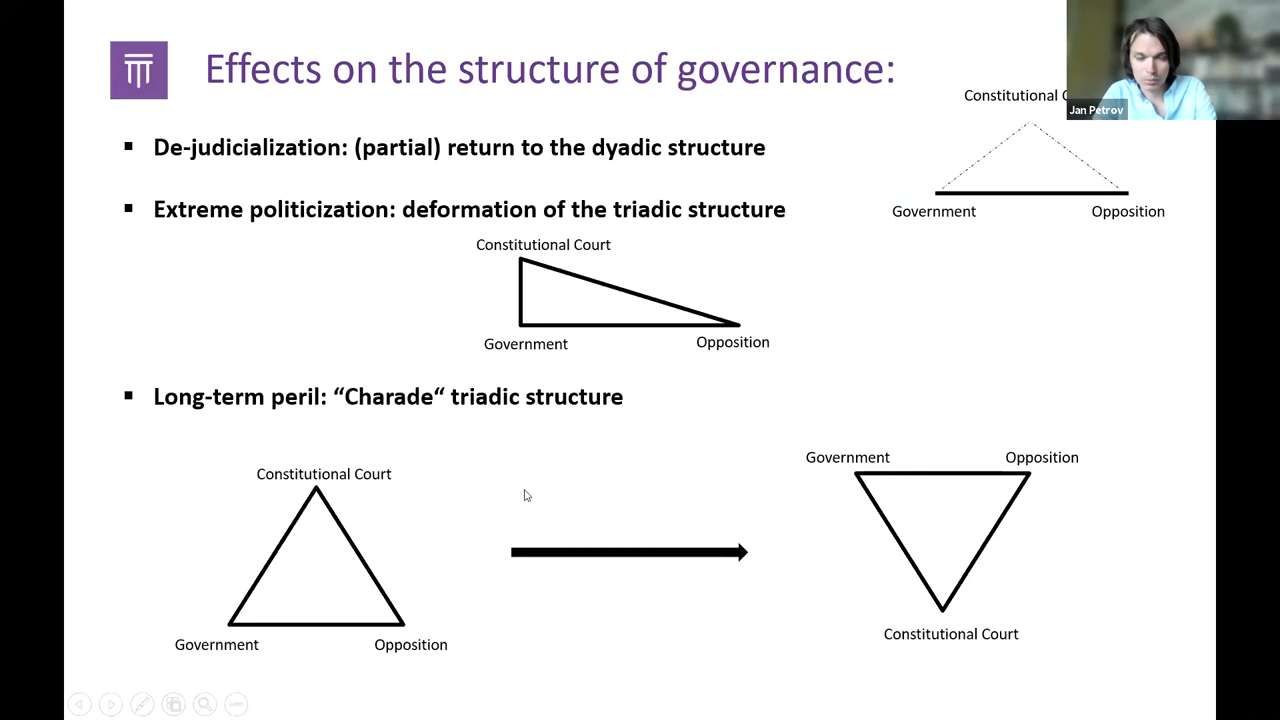 Effects on the structure of governance:
Constitutional
Jan Petrov
▪ De-judicialization: (partial) return to the dyadic structure
Government
Opposition
▪ Extreme politicization: deformation of the triadic structure
Constitutional Court
Government
Opposition
▪ Long-term peril: “Charade“ triadic structure
Constitutional Court
Government
Opposition
Government
Opposition
Constitutional Court